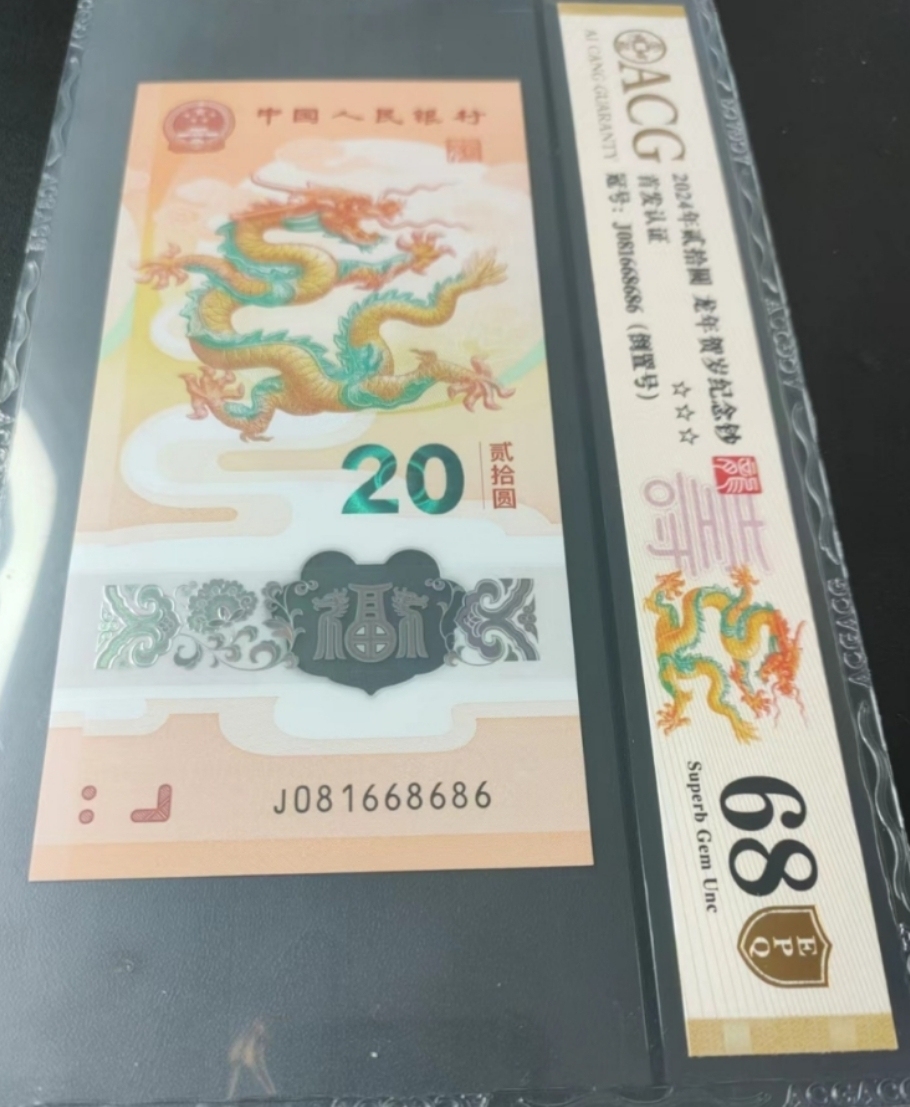 中国人民银行
20
贰拾圆
J081668686
ACG
AI CANG GUARANTY
2024年贰拾圆 龙年贺岁纪念钞
首发认证
☆☆☆
冠号: J081668686 (倒置号)
寿
68
Superb Gem Unc
EPQ